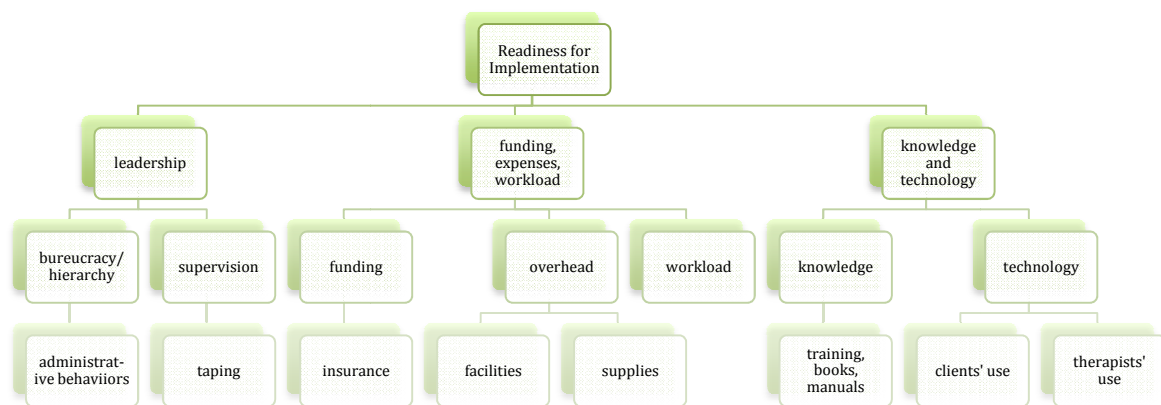 Readiness for
Implementation
leadership
funding,
expenses,
workload
knowledge
and
technology
bureucracy/
hierarchy
supervision
funding
overhead
workload
knowledge
technology
administrat-
ive behaviiors
taping
insurance
facilities
supplies
training,
books,
manuals
clients' use
therapists'
use